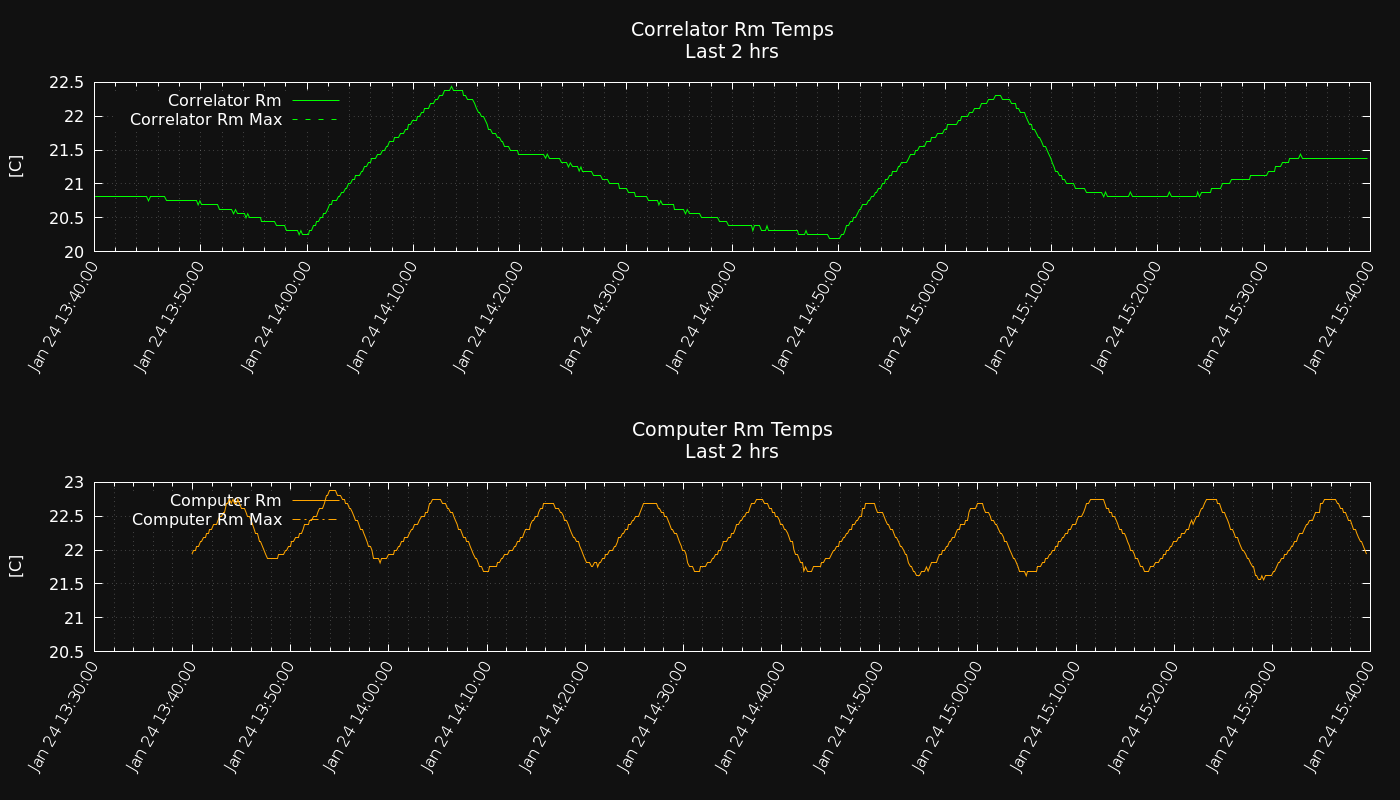 Correlator Rm Temps
Last 2 hrs
22.5
22
21.5
21
20.5
20
[C]
Correlator Rm
Correlator Rm Max
Jan 24 13:40:00
Jan 24 13:50:00
Jan 24 14:00:00
Jan 24 14:10:00
Jan 24 14:20:00
Jan 24 14:30:00
Jan 24 14:40:00
Jan 24 14:50:00
Jan 24 15:00:00
Jan 24 15:10:00
Jan 24 15:20:00
Jan 24 15:30:00
Jan 24 15:40:00
Computer Rm Temps
Last 2 hrs
23
22.5
22
21.5
21
20.5
[C]
Computer Rm
Computer Rm Max
Jan 24 13:30:00
Jan 24 13:40:00
Jan 24 13:50:00
Jan 24 14:00:00
Jan 24 14:10:00
Jan 24 14:20:00
Jan 24 14:30:00
Jan 24 14:40:00
Jan 24 14:50:00
Jan 24 15:00:00
Jan 24 15:10:00
Jan 24 15:20:00
Jan 24 15:30:00
Jan 24 15:40:00